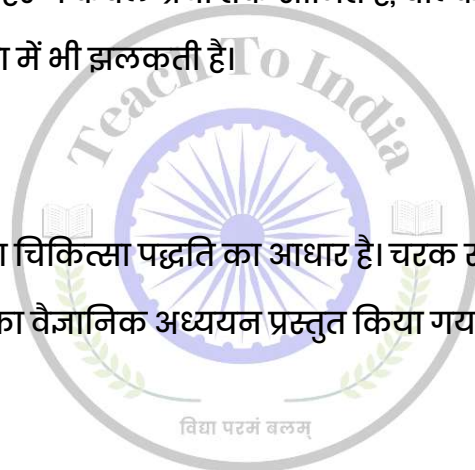 में भी झलकती है।
Teach To India
चिकित्सा पद्धति का आधार है। चरक
का वैज्ञानिक अध्ययन प्रस्तुत किया गय
विद्या परमं बलम्